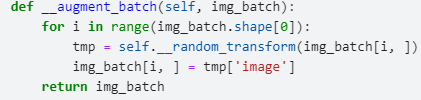 def __augment_batch(self, img_batch):
    for i in range(img_batch.shape[0]):
        tmp = self.__random_transform(img_batch[i, ])
        img_batch[i, ] = tmp['image']
    return img_batch